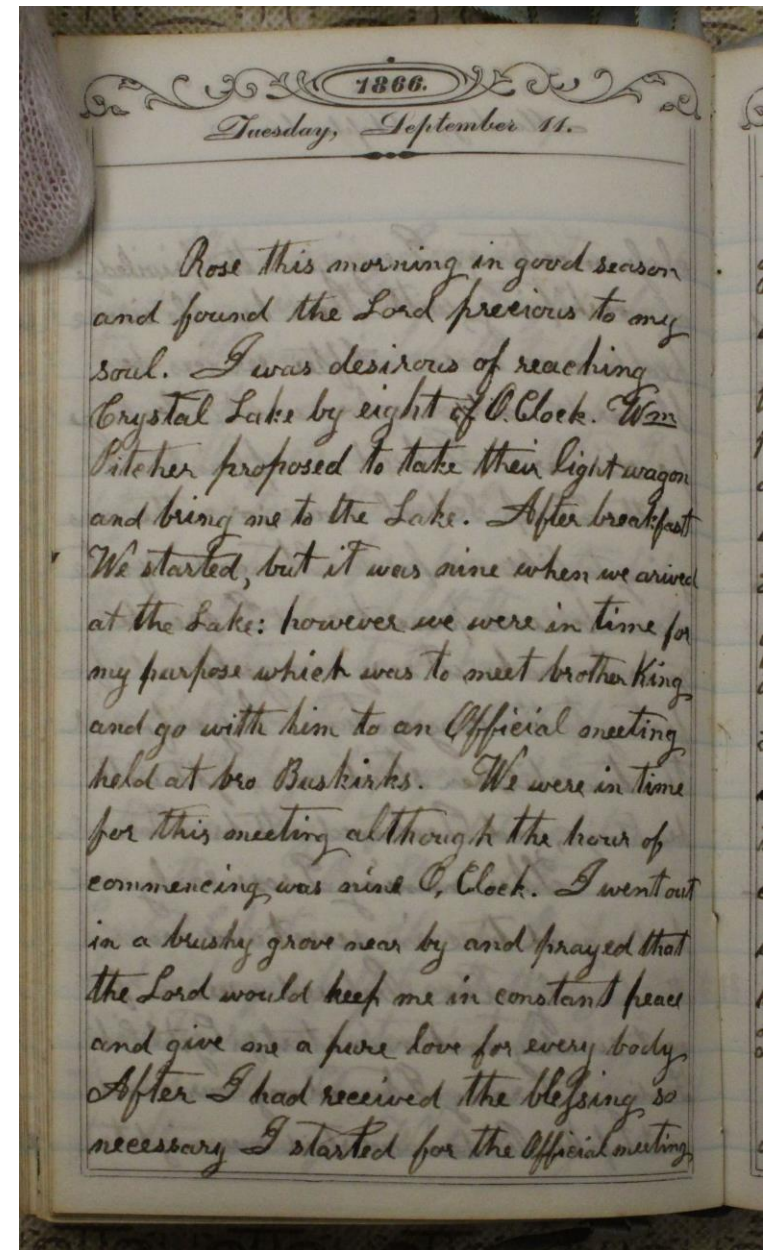 1866.
Tuesday, September 11.
Rose this morning in good season
and found the Lord precious to my
soul. I was desirous of reaching
Crystal Lake by eight of O.Clock. Wm
Pitcher proposed to take their light wagon
and bring me to the Lake. After breakfast
We started, but it was nine when we arived
at the Lake: however we were in time for
my purpose which was to meet brother King
and go with him to an Official meeting
held at bro Buskirks. We were in time
for this meeting although the hour of
commencing was nine O, Clock. I went out
in a brushy grove near by and prayed that
the Lord would keep me in constant peace
and give me a pure love for every body
After I had received the blessing so
necessary I started for the Official meeting